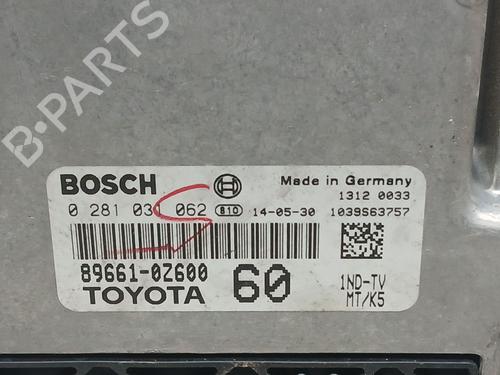 B-PARTS
BOSCH
Made in Germany
1312 0033
0 281 03 062 810 14-05-30 1039S63757
89661-0Z600
TOYOTA
60
1ND-TV
MT/K5